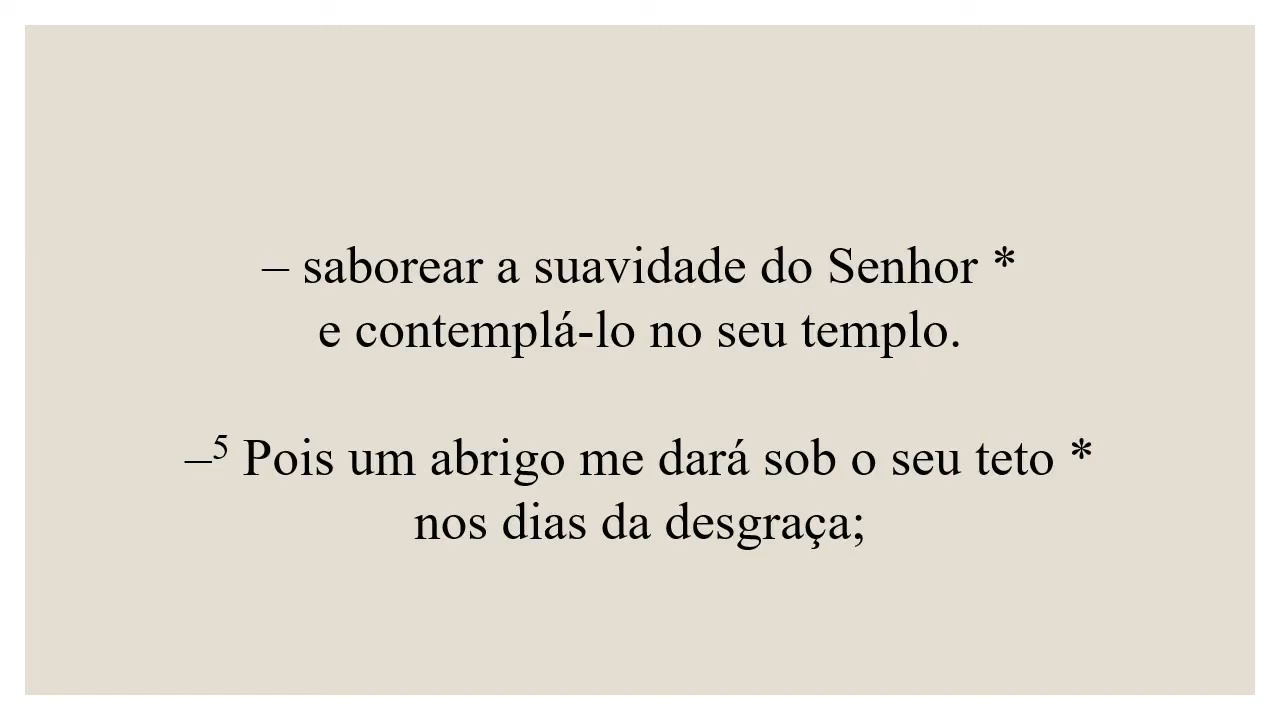 – saborear a suavidade do Senhor *
e contemplá-lo no seu templo.
–⁵ Pois um abrigo me dará sob o seu teto *
nos dias da desgraça;